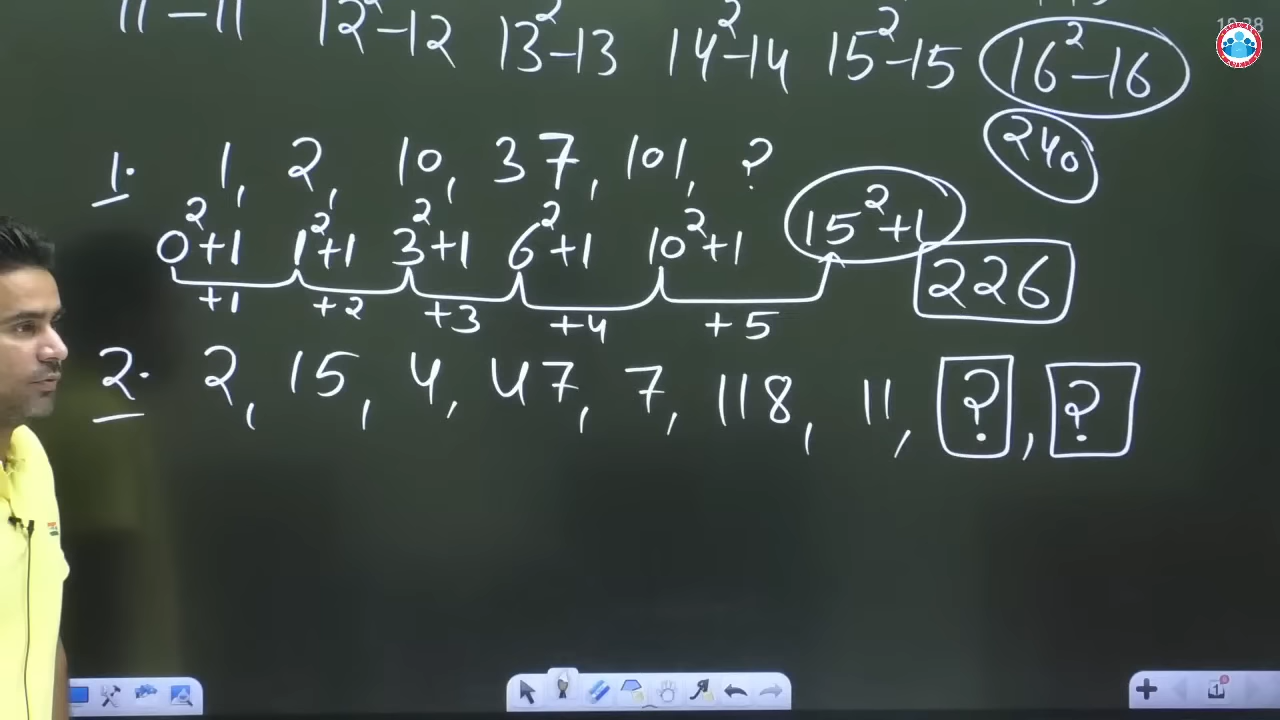 11 - 11 12² - 12 13² - 13 14² - 14 15² - 15 16² - 16
240
1. 1, 2, 10, 37, 101, ?
0² + 1 1² + 1 3² + 1 6² + 1 10² + 1 15² + 1
226
+1 +2 +3 +4 +5
2. 2, 15, 4, 47, 7, 118, 11, ?, ?